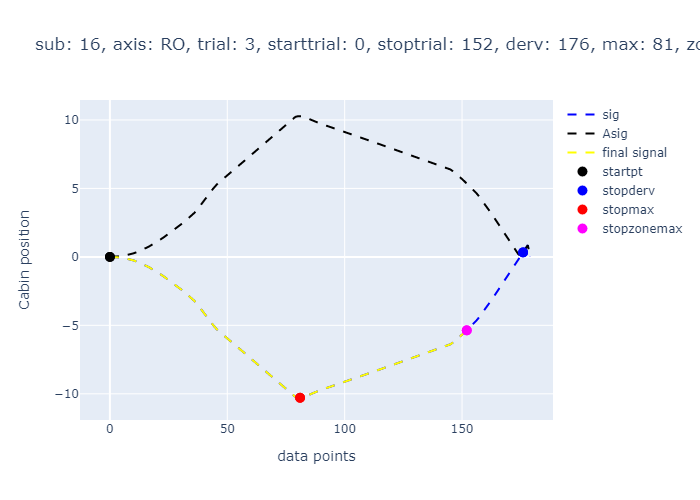 sub: 16, axis: RO, trial: 3, starttrial: 0, stoptrial: 152, derv: 176, max: 81, zo
10
5
0
−5
−10
Cabin position
0
50
100
150
data points
sig
Asig
final signal
startpt
stopderv
stopmax
stopzonemax